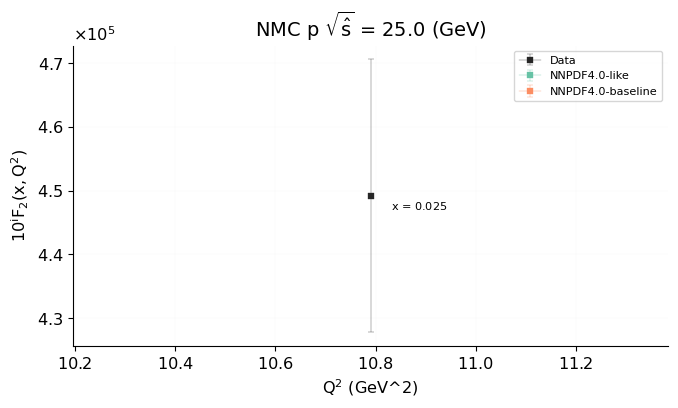 NMC p √ŝ = 25.0 (GeV)
×10⁵
Data
NNPDF4.0-like
NNPDF4.0-baseline
4.7
4.6
4.5
4.4
4.3
10ⁱF₂(x, Q²)
x = 0.025
10.2 10.4 10.6 10.8 11.0 11.2
Q² (GeV^2)